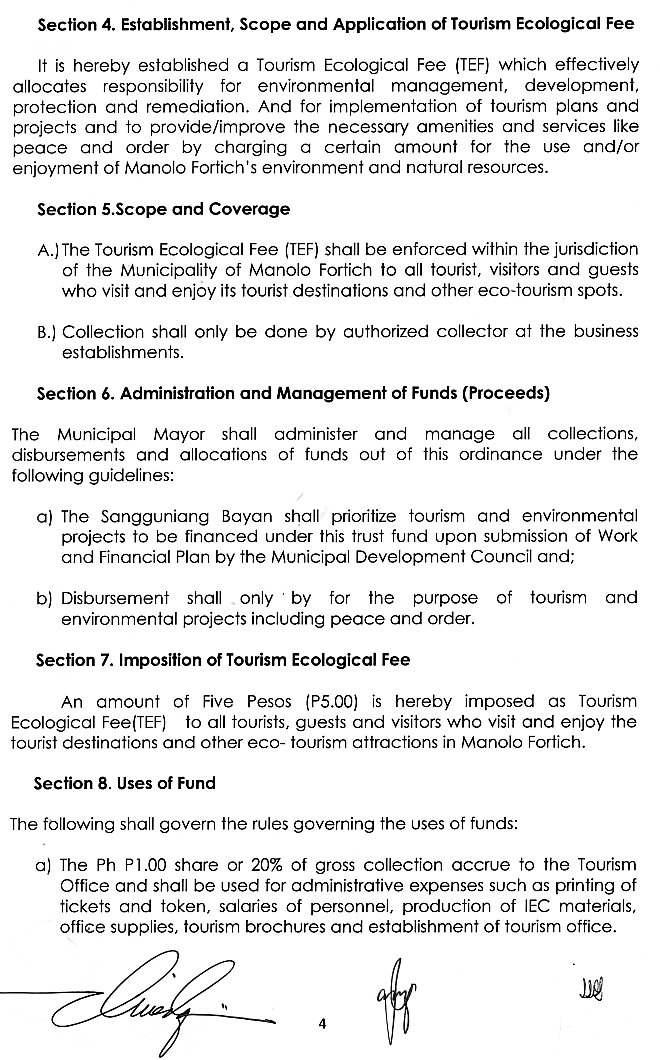 Section 4. Establishment, Scope and Application of Tourism Ecological Fee
It is hereby established a Tourism Ecological Fee (TEF) which effectively
allocates responsibility for environmental management, development,
protection and remediation. And for implementation of tourism plans and
projects and to provide/improve the necessary amenities and services like
peace and order by charging a certain amount for the use and/or
enjoyment of Manolo Fortich's environment and natural resources.
Section 5.Scope and Coverage
A.) The Tourism Ecological Fee (TEF) shall be enforced within the jurisdiction
of the Municipality of Manolo Fortich to all tourist, visitors and guests
who visit and enjoy its tourist destinations and other eco-tourism spots.
B.) Collection shall only be done by authorized collector at the business
establishments.
Section 6. Administration and Management of Funds (Proceeds)
The Municipal Mayor shall administer and manage all collections,
disbursements and allocations of funds out of this ordinance under the
following guidelines:
a) The Sangguniang Bayan shall prioritize tourism and environmental
projects to be financed under this trust fund upon submission of Work
and Financial Plan by the Municipal Development Council and;
b) Disbursement shall only by for the purpose of tourism and
environmental projects including peace and order.
Section 7. Imposition of Tourism Ecological Fee
An amount of Five Pesos (P5.00) is hereby imposed as Tourism
Ecological Fee(TEF) to all tourists, guests and visitors who visit and enjoy the
tourist destinations and other eco- tourism attractions in Manolo Fortich.
Section 8. Uses of Fund
The following shall govern the rules governing the uses of funds:
a) The Ph P1.00 share or 20% of gross collection accrue to the Tourism
Office and shall be used for administrative expenses such as printing of
tickets and token, salaries of personnel, production of IEC materials,
office supplies, tourism brochures and establishment of tourism office.
4